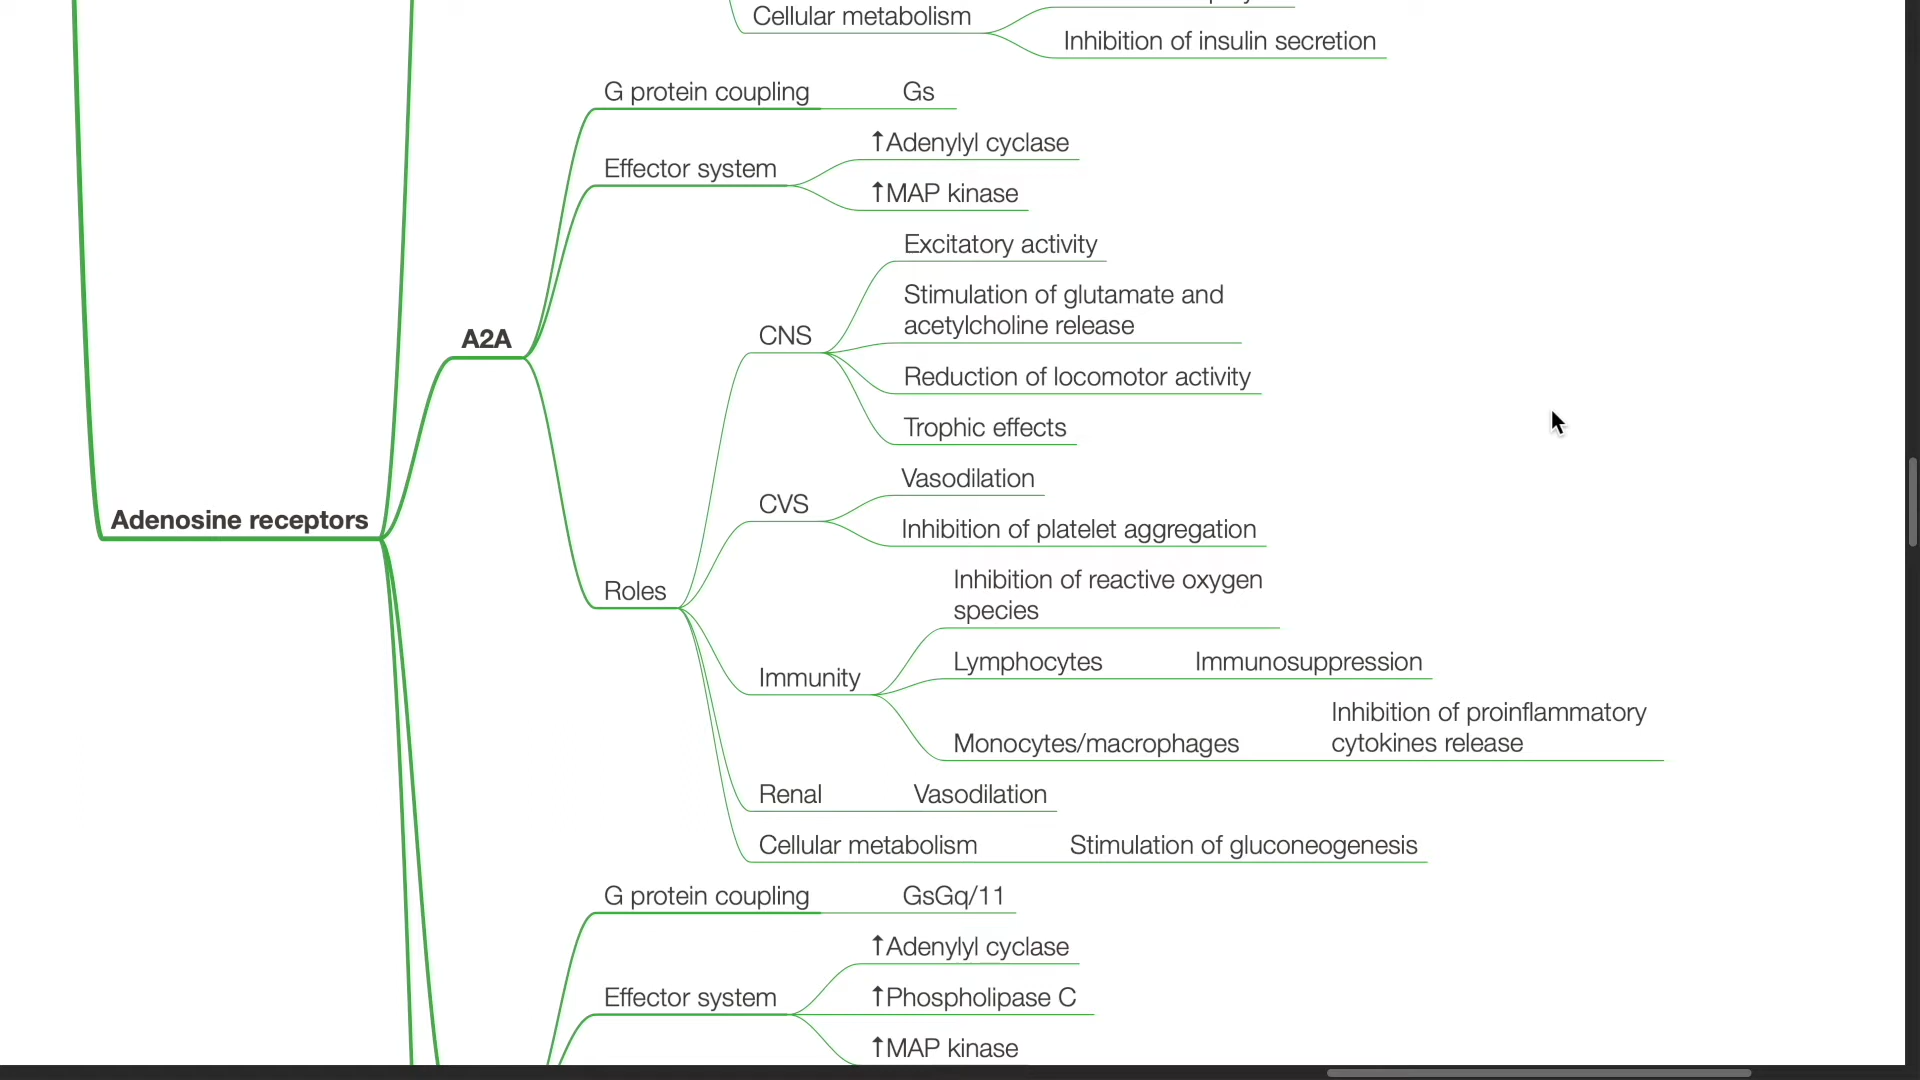 Cellular metabolism
Inhibition of insulin secretion
G protein coupling
Gs
Effector system
↑Adenylyl cyclase
↑MAP kinase
A2A
CNS
Excitatory activity
Stimulation of glutamate and
acetylcholine release
Reduction of locomotor activity
Trophic effects
CVS
Vasodilation
Inhibition of platelet aggregation
Adenosine receptors
Roles
Immunity
Inhibition of reactive oxygen
species
Lymphocytes
Immunosuppression
Monocytes/macrophages
Inhibition of proinflammatory
cytokines release
Renal
Vasodilation
Cellular metabolism
Stimulation of gluconeogenesis
G protein coupling
GsGq/11
Effector system
↑Adenylyl cyclase
↑Phospholipase C
↑MAP kinase